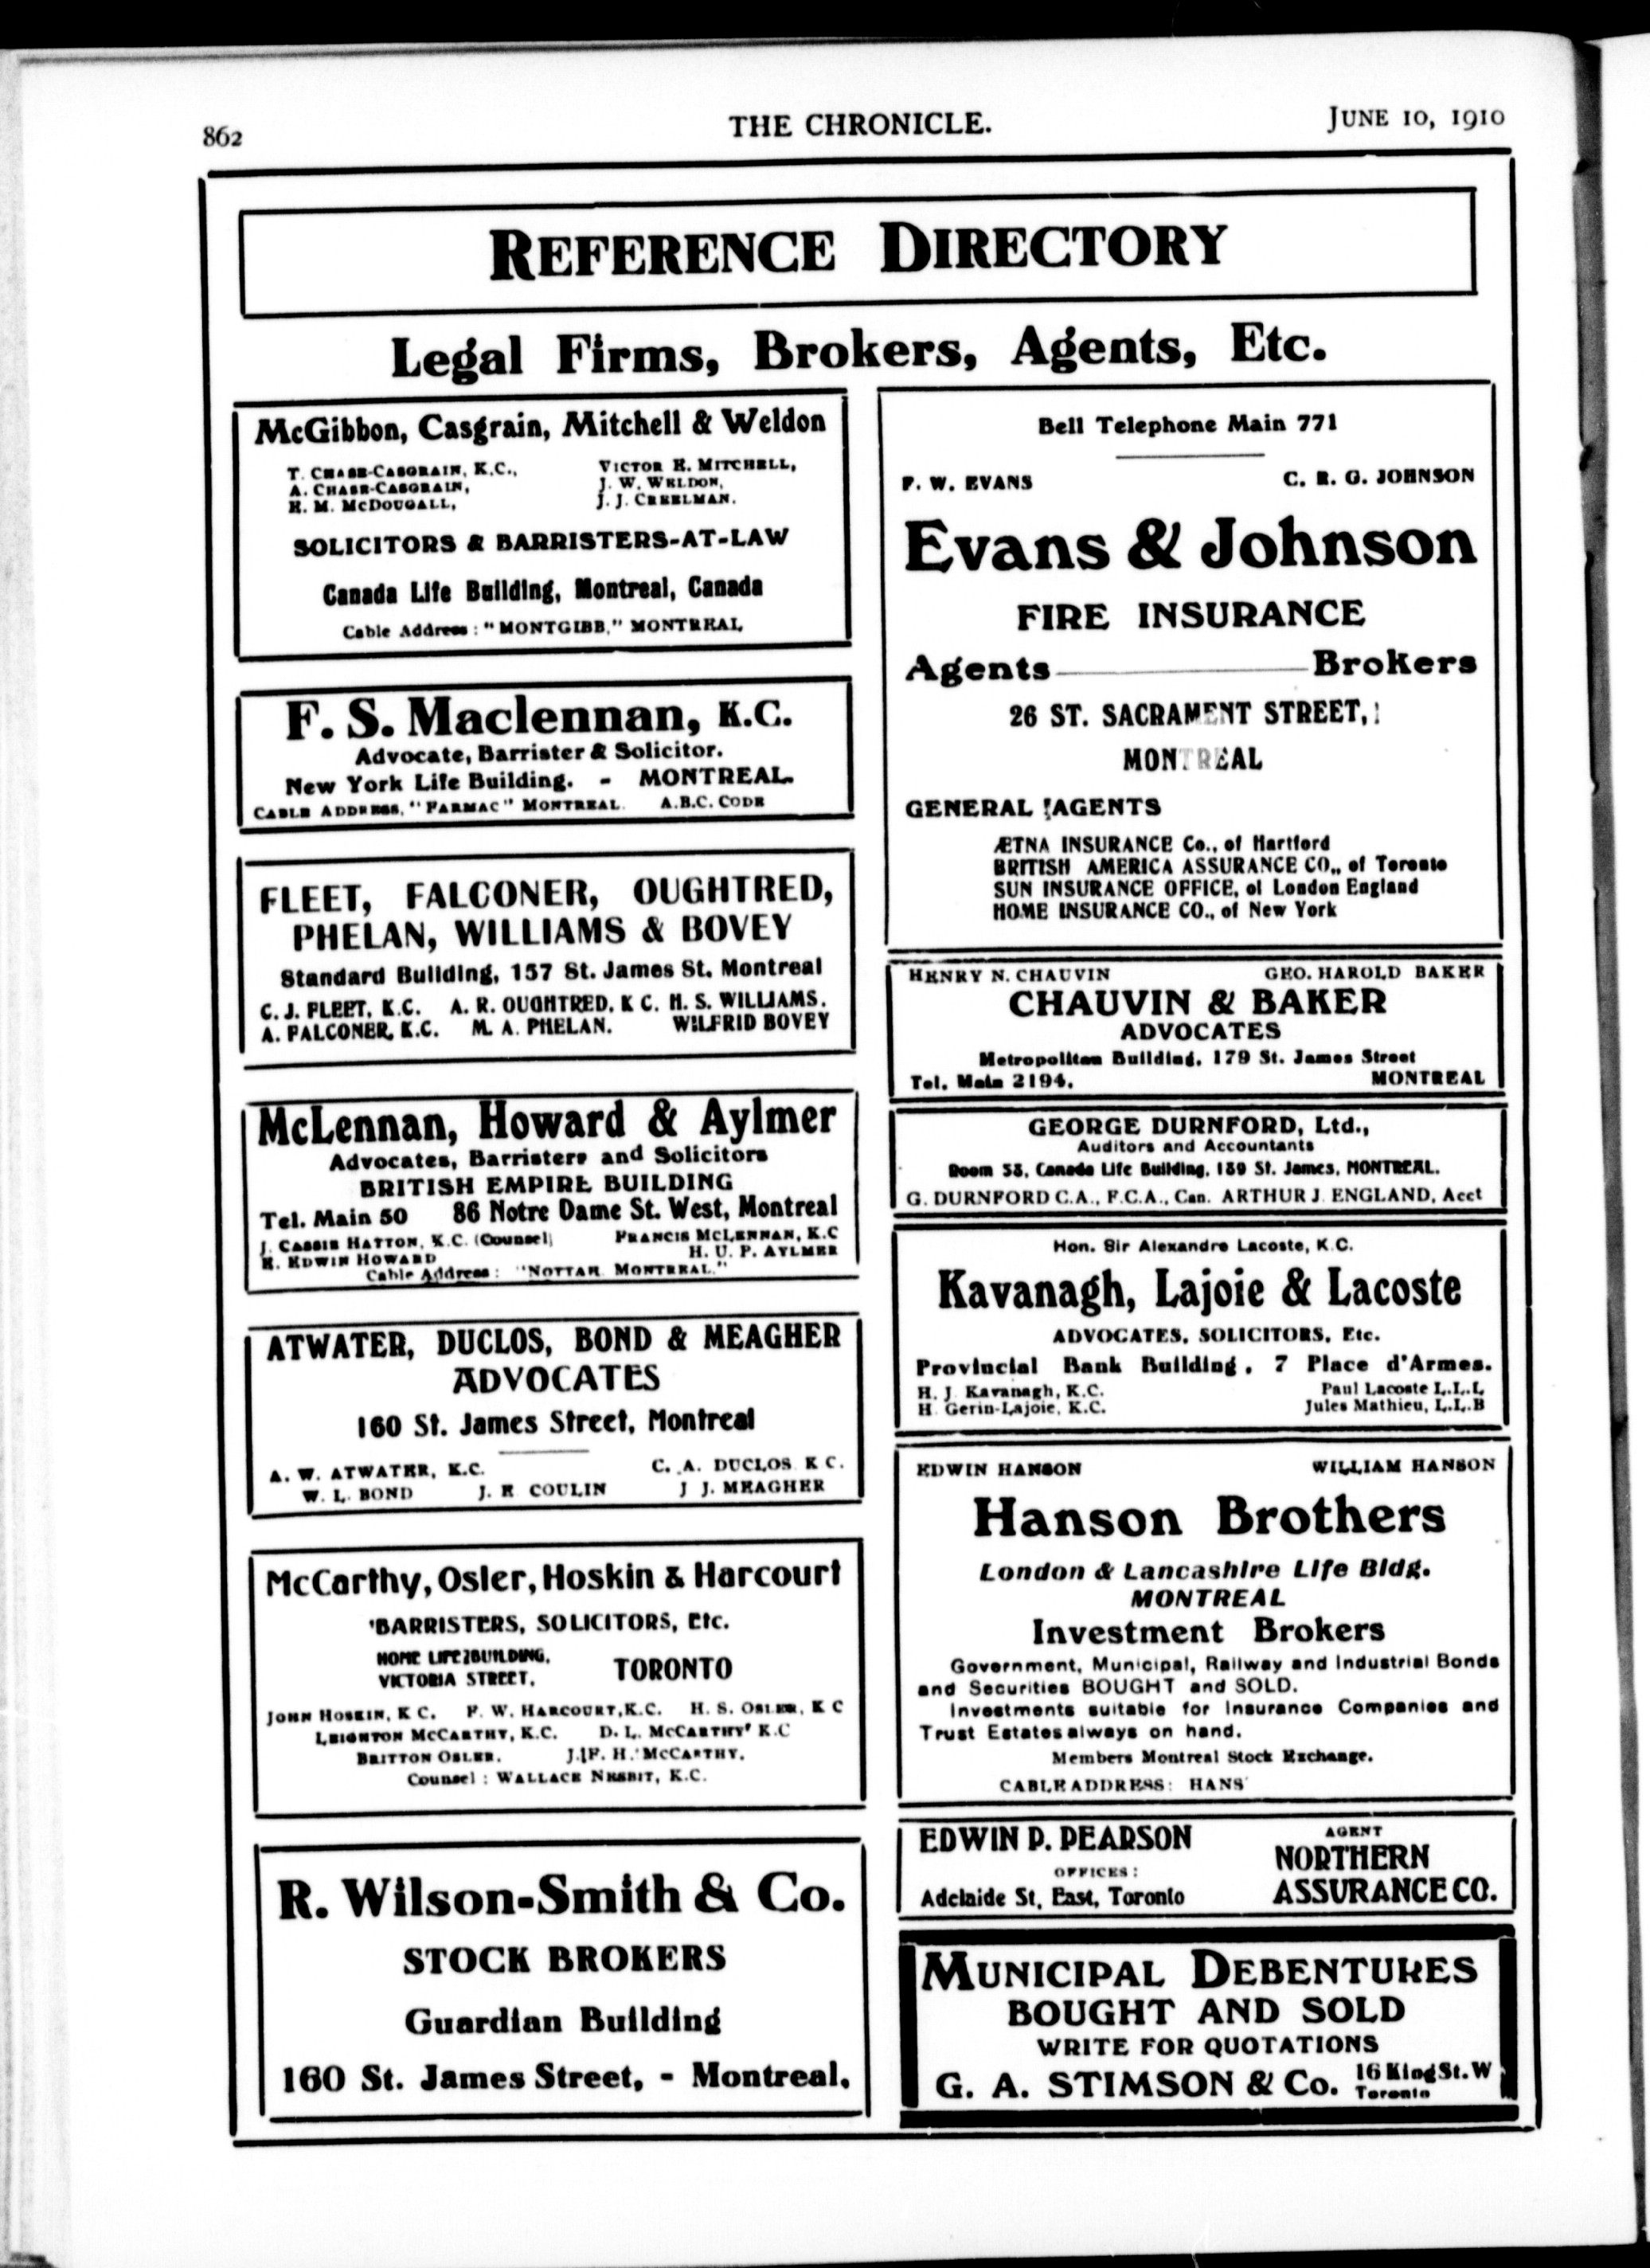 862
THE CHRONICLE.
JUNE 10, 1910
REFERENCE DIRECTORY
Legal Firms, Brokers, Agents, Etc.
McGibbon, Casgrain, Mitchell & Weldon
T. CHASE-CASGRAIN, K.C., VICTOR E. MITCHELL,
A. CHASE-CASGRAIN, J. W. WELDON,
E. M. MCDOUGALL, J. J. CREELMAN.
SOLICITORS & BARRISTERS-AT-LAW
Canada Life Building, Montreal, Canada
Cable Address : "MONTGIBB," MONTREAL
F. S. Maclennan, K.C.
Advocate, Barrister & Solicitor.
New York Life Building. - MONTREAL.
CABLE ADDRESS, "FARMAC" MONTREAL. A.B.C. CODE
FLEET, FALCONER, OUGHTRED,
PHELAN, WILLIAMS & BOVEY
Standard Building, 157 St. James St. Montreal
C. J. FLEET, K.C. A. R. OUGHTRED, K C. H. S. WILLIAMS.
A. FALCONER, K.C. M. A. PHELAN. WILFRID BOVEY
McLennan, Howard & Aylmer
Advocates, Barristers and Solicitors
BRITISH EMPIRE BUILDING
Tel. Main 50 86 Notre Dame St. West, Montreal
J. CASSIE HATTON, K.C. (Counsel) FRANCIS MCLENNAN, K.C
E. EDWIN HOWARD H. U. P. AYLMER
Cable Address : "NOTTAH MONTREAL."
ATWATER, DUCLOS, BOND & MEAGHER
ADVOCATES
160 St. James Street, Montreal
A. W. ATWATER, K.C. C. A. DUCLOS K C.
W. L. BOND J. E COULIN J J. MEAGHER
McCarthy, Osler, Hoskin & Harcourt
BARRISTERS, SOLICITORS, Etc.
HOME LIFE BUILDING,
VICTORIA STREET, TORONTO
JOHN HOSKIN, K C. F. W. HARCOURT, K.C. H. S. OSLER, K C
LEIGHTON MCCARTHY, K.C. D. L. MCCARTHY K.C
BRITTON OSLER. J. F. H. MCCARTHY.
Counsel : WALLACE NESBIT, K.C.
R. Wilson-Smith & Co.
STOCK BROKERS
Guardian Building
160 St. James Street, - Montreal.
Bell Telephone Main 771
F. W. EVANS C. R. G. JOHNSON
Evans & Johnson
FIRE INSURANCE
Agents Brokers
26 ST. SACRAMENT STREET,
MONTREAL
GENERAL AGENTS
ÆTNA INSURANCE Co., of Hartford
BRITISH AMERICA ASSURANCE CO., of Toronto
SUN INSURANCE OFFICE, of London England
HOME INSURANCE CO., of New York
HENRY N. CHAUVIN GEO. HAROLD BAKER
CHAUVIN & BAKER
ADVOCATES
Metropolitan Building, 179 St. James Street
Tel. Main 2194. MONTREAL
GEORGE DURNFORD, Ltd.,
Auditors and Accountants
Room 58, Canada Life Building, 189 St. James, MONTREAL.
G. DURNFORD C.A., F.C.A., Can. ARTHUR J. ENGLAND, Acct
Hon. Sir Alexandre Lacoste, K.C.
Kavanagh, Lajoie & Lacoste
ADVOCATES, SOLICITORS, Etc.
Provincial Bank Building, 7 Place d'Armes.
H. J. Kavanagh, K.C. Paul Lacoste L.L.L
H. Gerin-Lajoie, K.C. Jules Mathieu, L.L.B
EDWIN HANSON WILLIAM HANSON
Hanson Brothers
London & Lancashire Life Bldg.
MONTREAL
Investment Brokers
Government, Municipal, Railway and Industrial Bonds
and Securities BOUGHT and SOLD.
Investments suitable for Insurance Companies and
Trust Estates always on hand.
Members Montreal Stock Exchange.
CABLE ADDRESS: HANS
EDWIN P. PEARSON AGENT
OFFICES : NORTHERN
Adelaide St. East, Toronto ASSURANCE CO.
MUNICIPAL DEBENTURES
BOUGHT AND SOLD
WRITE FOR QUOTATIONS
G. A. STIMSON & Co. 16 King St. W
Toronto